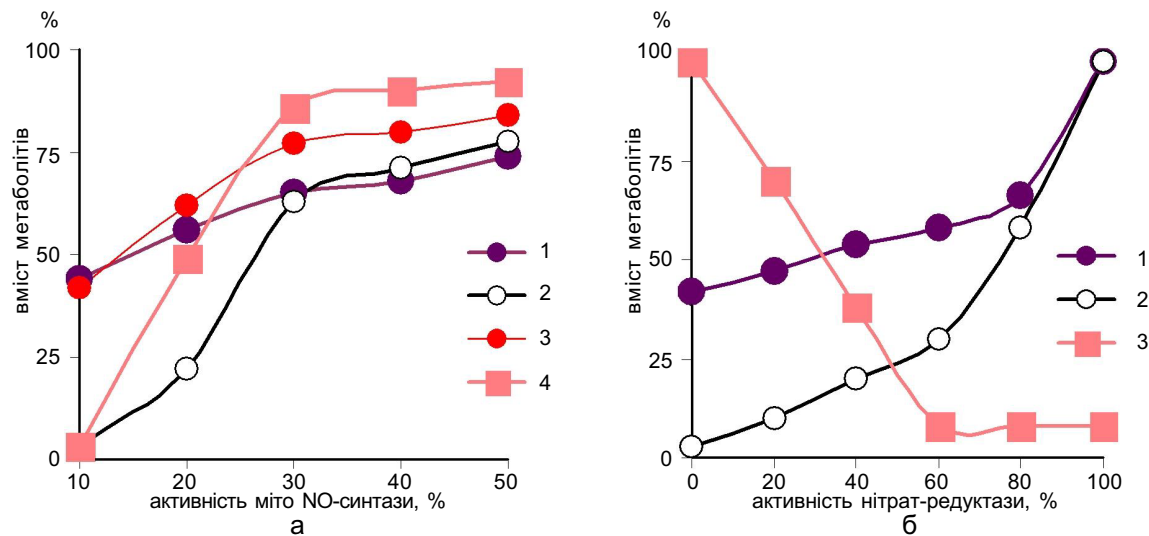 %
100
75
50
25
0
вміст метаболітів
10 20 30 40 50
активність міто NO-синтази, %
а
1
2
3
4
%
100
75
50
25
0
вміст метаболітів
0 20 40 60 80 100
активність нітрат-редуктази, %
б
1
2
3